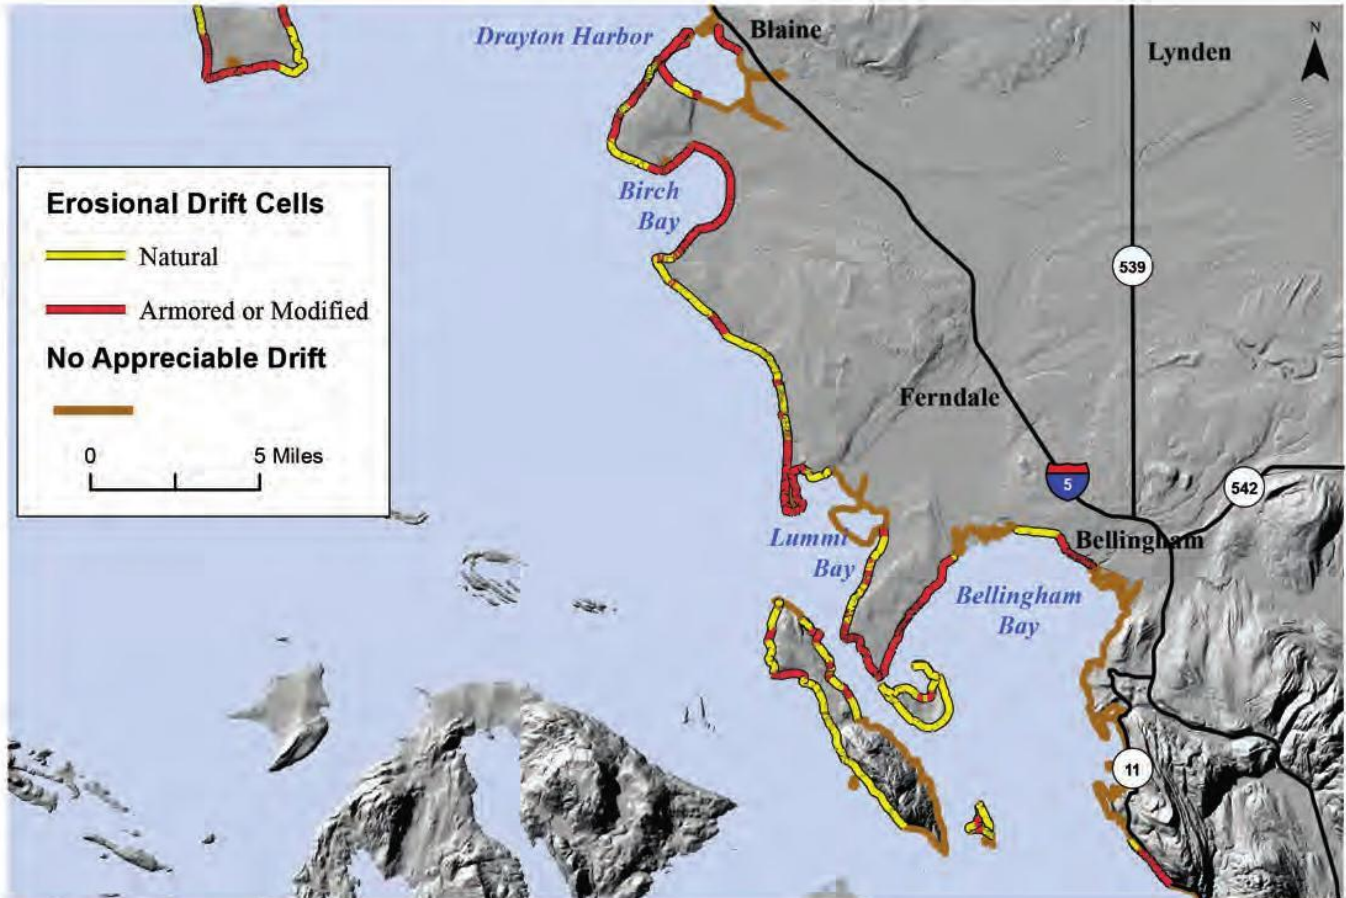 N
Drayton Harbor
Blaine
Lynden
Erosional Drift Cells
Natural
Armored or Modified
No Appreciable Drift
0
5 Miles
Birch
Bay
539
Ferndale
5
542
Lummi
Bay
Bellingham
Bellingham
Bay
11